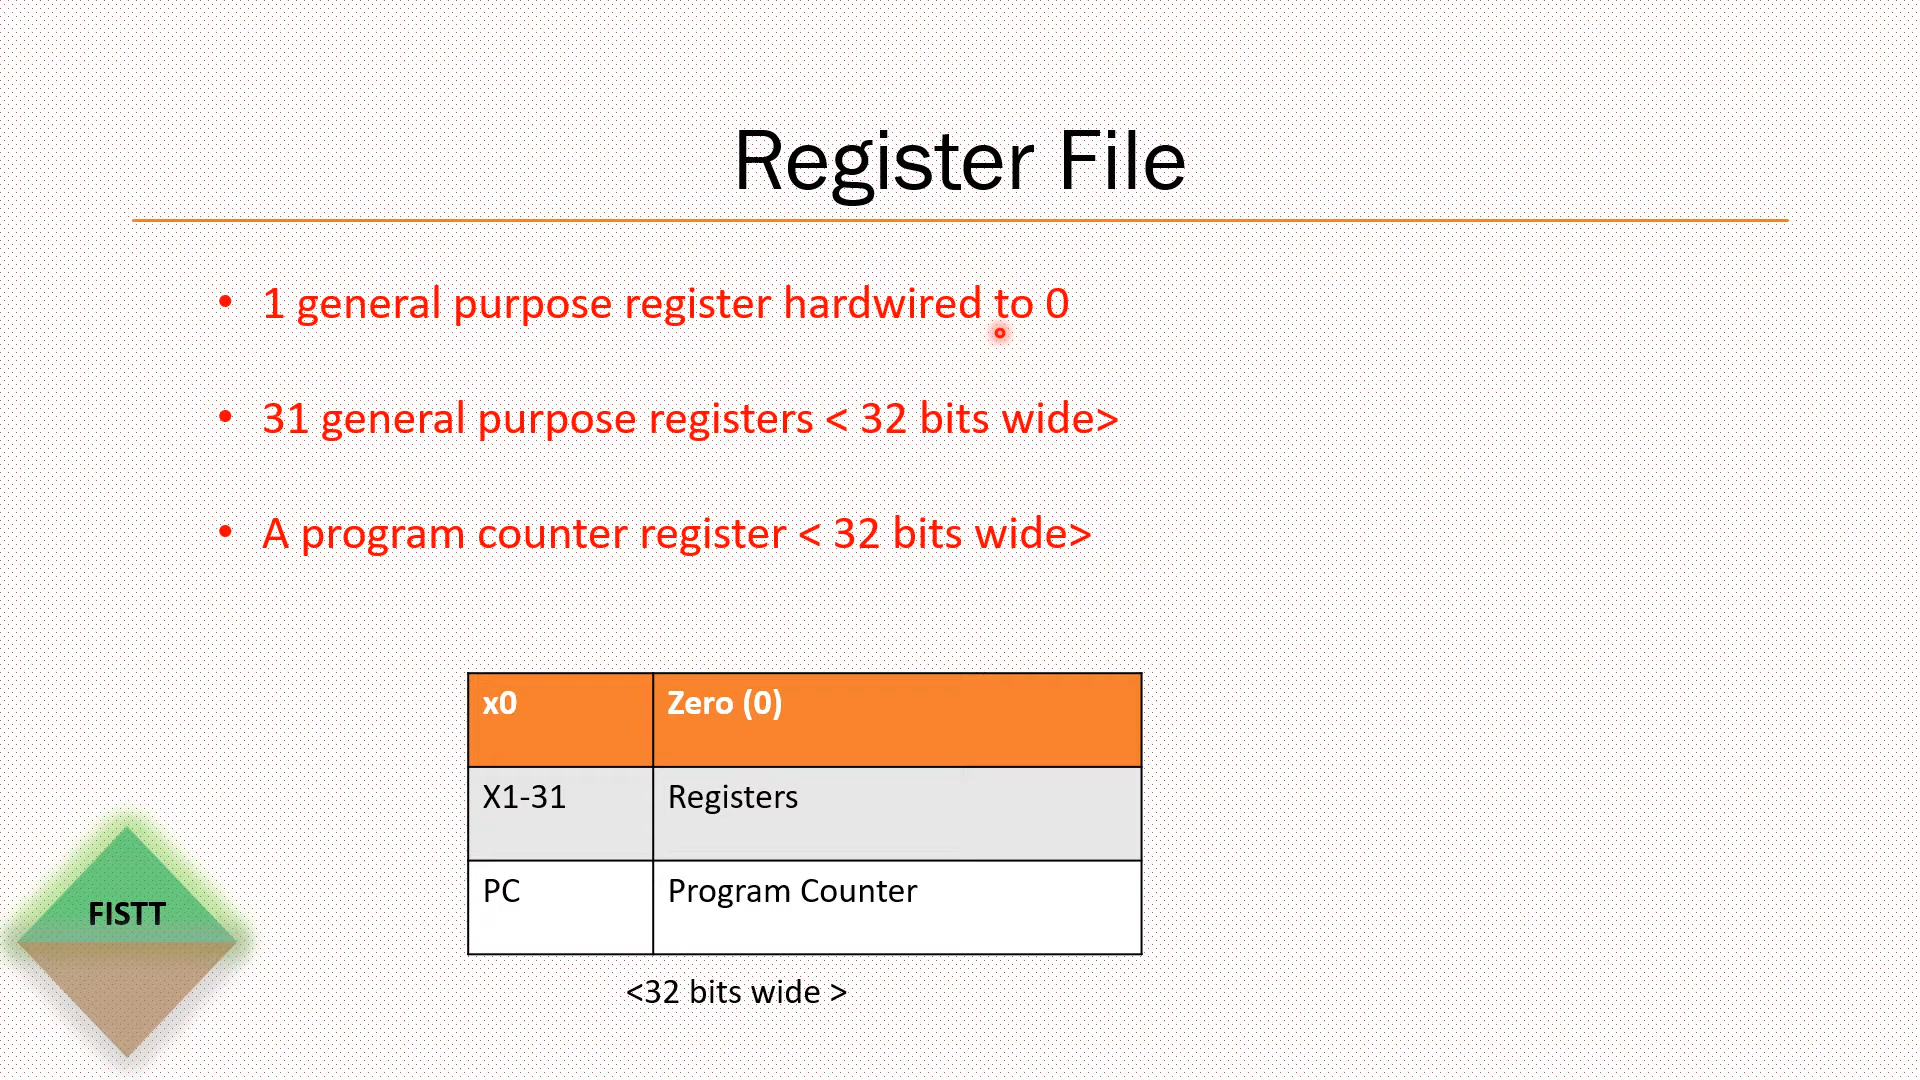 Register File
• 1 general purpose register hardwired to 0
• 31 general purpose registers < 32 bits wide>
• A program counter register < 32 bits wide>
x0 Zero (0)
X1-31 Registers
PC Program Counter
<32 bits wide >
FISTT